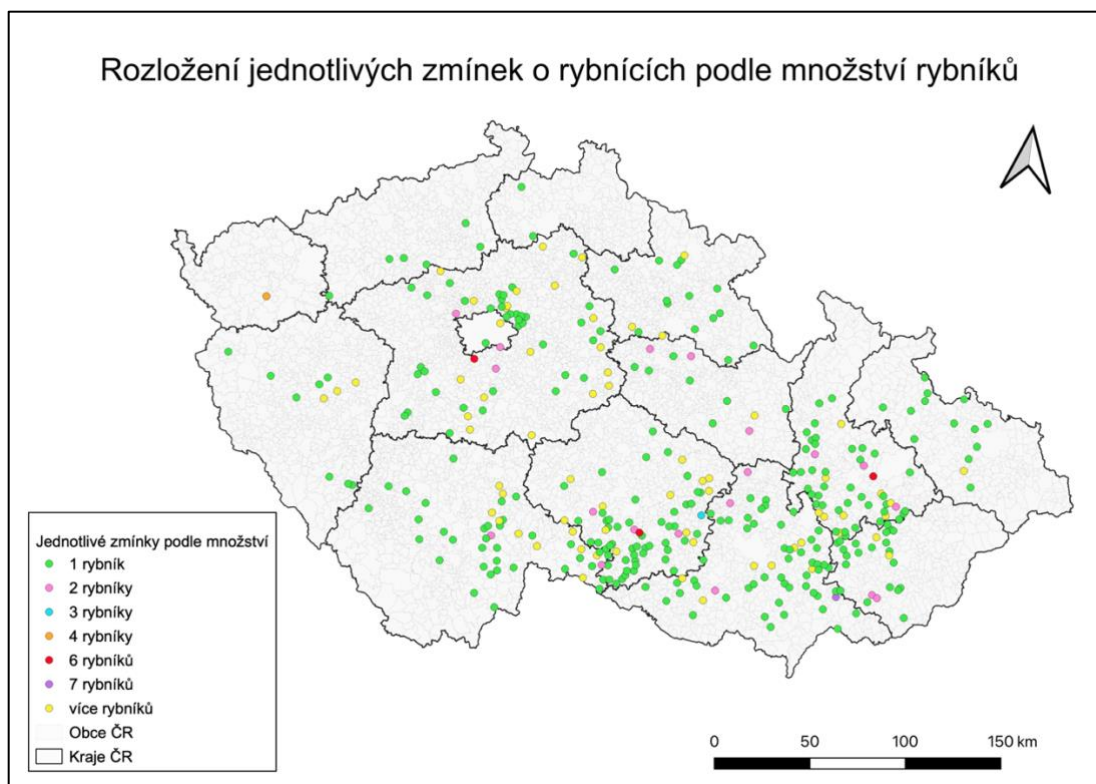 Rozložení jednotlivých zmínek o rybnících podle množství rybníků
Jednotlivé zmínky podle množství
1 rybník
2 rybníky
3 rybníky
4 rybníky
6 rybníků
7 rybníků
více rybníků
Obce ČR
Kraje ČR
0 50 100 150 km